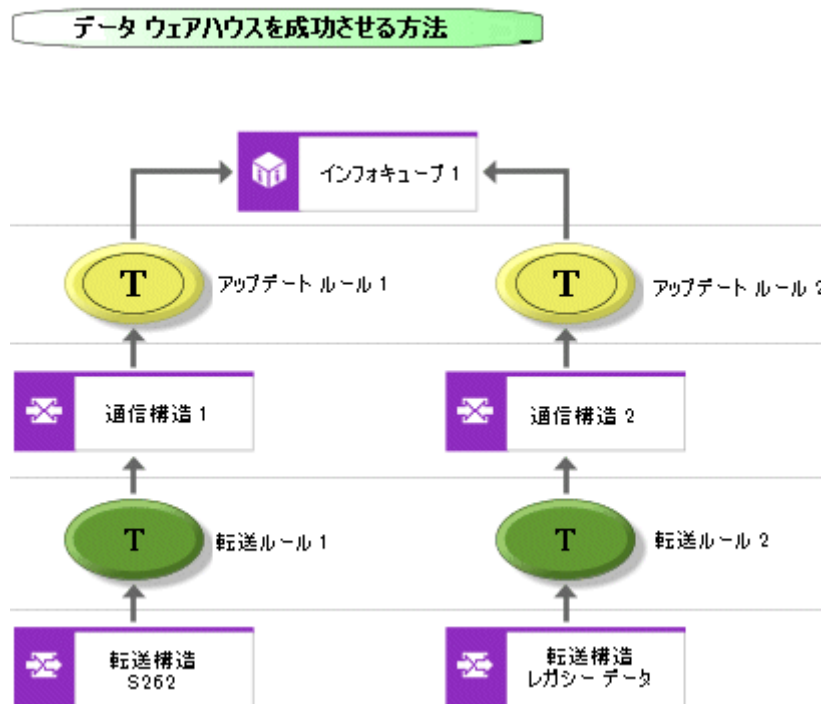 データ ウェアハウスを成功させる方法
インフォキューブ 1
T
アップデート ルール 1
T
アップデート ルール 2
通信構造 1
通信構造 2
T
転送ルール 1
T
転送ルール 2
転送構造
S262
転送構造
レガシー データ